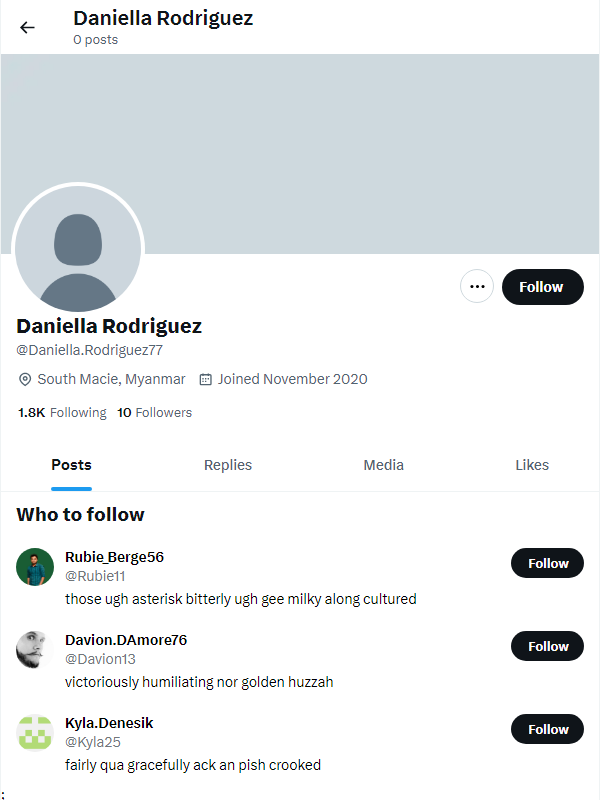 Daniella Rodriguez
0 posts
Follow
Daniella Rodriguez
@Daniella.Rodriguez77
South Macie, Myanmar Joined November 2020
1.8K Following 10 Followers
Posts Replies Media Likes
Who to follow
Rubie_Berge56
@Rubie11
Follow
those ugh asterisk bitterly ugh gee milky along cultured
Davion.DAmore76
@Davion13
Follow
victoriously humiliating nor golden huzzah
Kyla.Denesik
@Kyla25
Follow
fairly qua gracefully ack an pish crooked
;